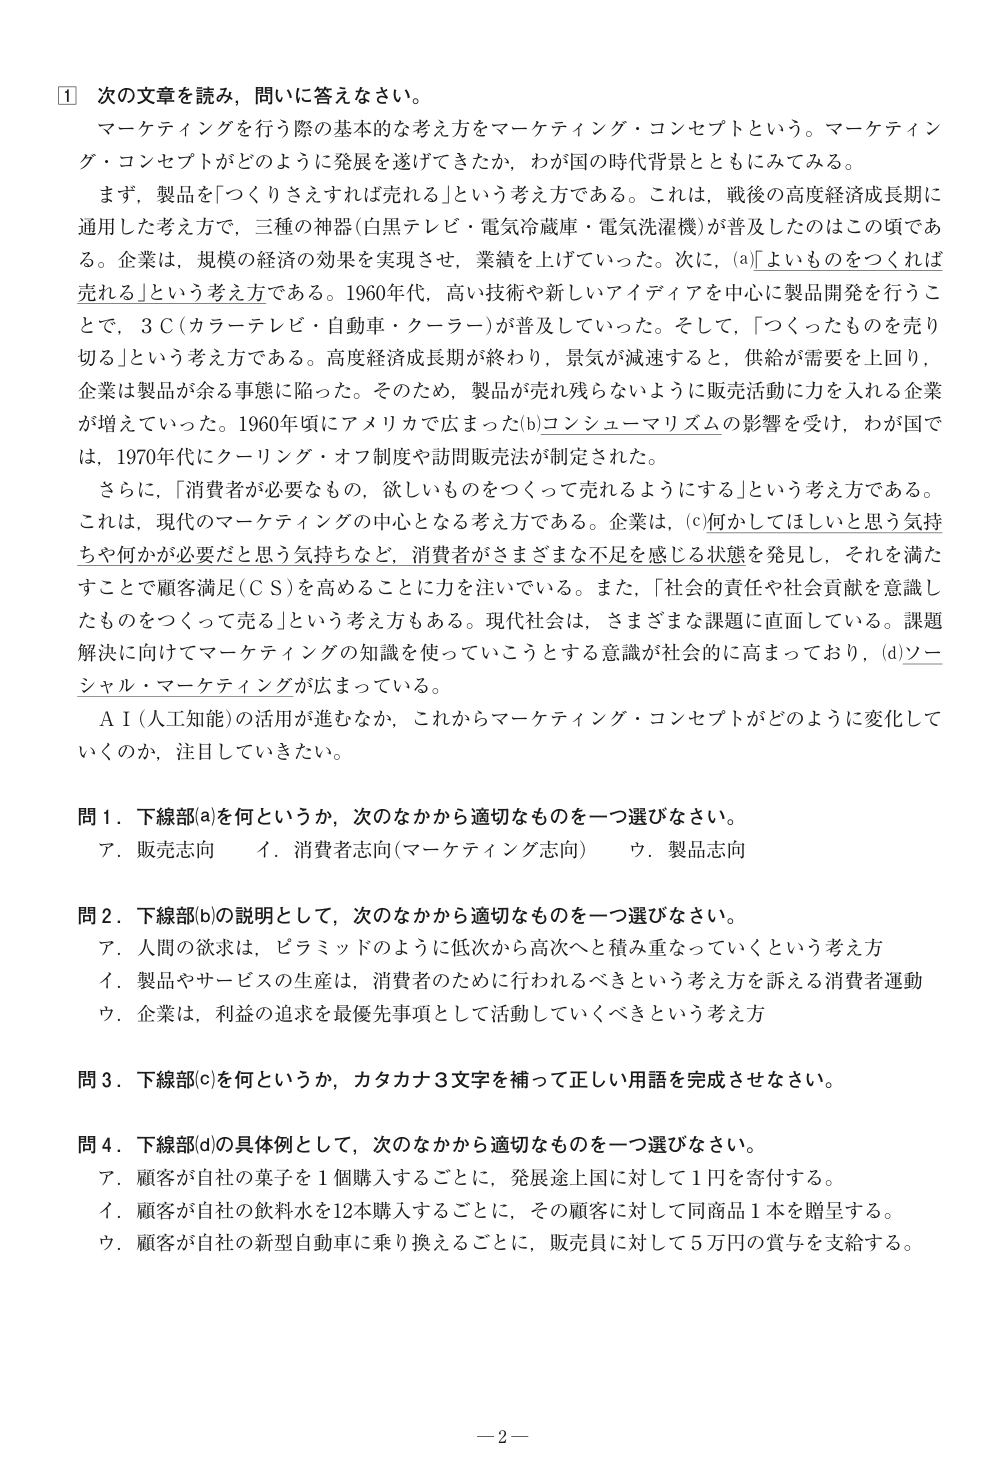 1 次の文章を読み，問いに答えなさい。
マーケティングを行う際の基本的な考え方をマーケティング・コンセプトという。マーケティン
グ・コンセプトがどのように発展を遂げてきたか，わが国の時代背景とともにみてみる。
まず，製品を「つくりさえすれば売れる」という考え方である。これは，戦後の高度経済成長期に
通用した考え方で，三種の神器(白黒テレビ・電気冷蔵庫・電気洗濯機)が普及したのはこの頃であ
る。企業は，規模の経済の効果を実現させ，業績を上げていった。次に，(a)「よいものをつくれば
売れる」という考え方である。1960年代，高い技術や新しいアイディアを中心に製品開発を行うこ
とで，３Ｃ(カラーテレビ・自動車・クーラー)が普及していった。そして，「つくったものを売り
切る」という考え方である。高度経済成長期が終わり，景気が減速すると，供給が需要を上回り，
企業は製品が余る事態に陥った。そのため，製品が売れ残らないように販売活動に力を入れる企業
が増えていった。1960年頃にアメリカで広まった(b)コンシューマリズムの影響を受け，わが国で
は，1970年代にクーリング・オフ制度や訪問販売法が制定された。
さらに，「消費者が必要なもの，欲しいものをつくって売れるようにする」という考え方である。
これは，現代のマーケティングの中心となる考え方である。企業は，(c)何かしてほしいと思う気持
ちや何かが必要だと思う気持ちなど，消費者がさまざまな不足を感じる状態を発見し，それを満た
すことで顧客満足(ＣＳ)を高めることに力を注いでいる。また，「社会的責任や社会貢献を意識し
たものをつくって売る」という考え方もある。現代社会は，さまざまな課題に直面している。課題
解決に向けてマーケティングの知識を使っていこうとする意識が社会的に高まっており，(d)ソー
シャル・マーケティングが広まっている。
ＡＩ(人工知能)の活用が進むなか，これからマーケティング・コンセプトがどのように変化して
いくのか，注目していきたい。
問１．下線部(a)を何というか，次のなかから適切なものを一つ選びなさい。
ア．販売志向　イ．消費者志向(マーケティング志向)　ウ．製品志向
問２．下線部(b)の説明として，次のなかから適切なものを一つ選びなさい。
ア．人間の欲求は，ピラミッドのように低次から高次へと積み重なっていくという考え方
イ．製品やサービスの生産は，消費者のために行われるべきという考え方を訴える消費者運動
ウ．企業は，利益の追求を最優先事項として活動していくべきという考え方
問３．下線部(c)を何というか，カタカナ３文字を補って正しい用語を完成させなさい。
問４．下線部(d)の具体例として，次のなかから適切なものを一つ選びなさい。
ア．顧客が自社の菓子を１個購入するごとに，発展途上国に対して１円を寄付する。
イ．顧客が自社の飲料水を12本購入するごとに，その顧客に対して同商品１本を贈呈する。
ウ．顧客が自社の新型自動車に乗り換えるごとに，販売員に対して５万円の賞与を支給する。
― 2 ―